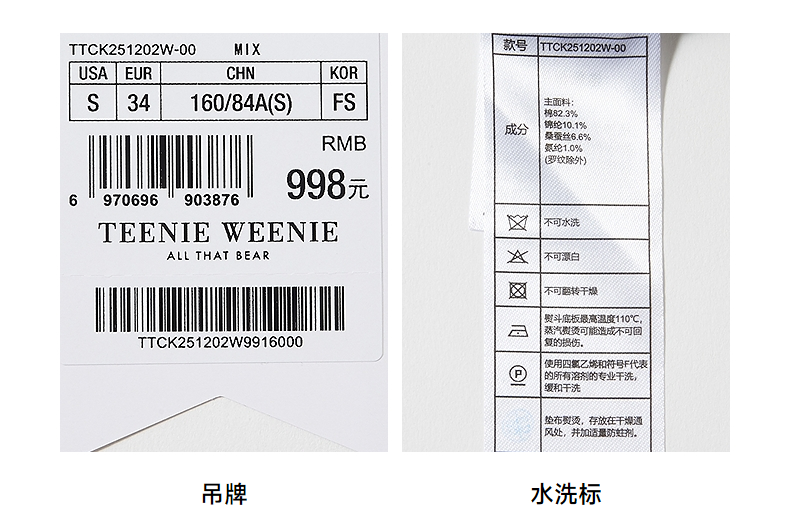 TTCK251202W-00 MIX
USA EUR CHN KOR
S 34 160/84A(S) FS
RMB
998元
6 970696 903876
TEENIE WEENIE
ALL THAT BEAR
TTCK251202W9916000
吊牌
款号 TTCK251202W-00
成分
主面料:
棉82.3%
锦纶10.1%
桑蚕丝6.6%
氨纶1.0%
(罗纹除外)
不可水洗
不可漂白
不可翻转干燥
熨斗底板最高温度110℃,
蒸汽熨烫可能造成不可回
复的损伤。
P
使用四氯乙烯和符号F代表
的所有溶剂的专业干洗,
缓和干洗
垫布熨烫，存放在干燥通
风处，并加适量防蛀剂。
水洗标